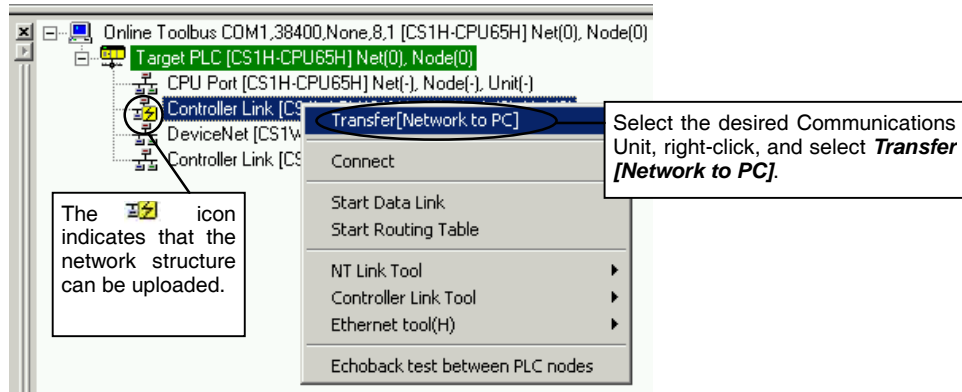 Online Toolbus COM1,38400,None,8,1 [CS1H-CPU65H] Net(0), Node(0)
Target PLC [CS1H-CPU65H] Net(0), Node(0)
CPU Port [CS1H-CPU65H] Net(-), Node(-), Unit(-)
Controller Link [CS
DeviceNet [CS1W
Controller Link [CS
Transfer[Network to PC]
Connect
Start Data Link
Start Routing Table
NT Link Tool
Controller Link Tool
Ethernet tool(H)
Echoback test between PLC nodes
Select the desired Communications
Unit, right-click, and select Transfer
[Network to PC].
The icon
indicates that the
network structure
can be uploaded.